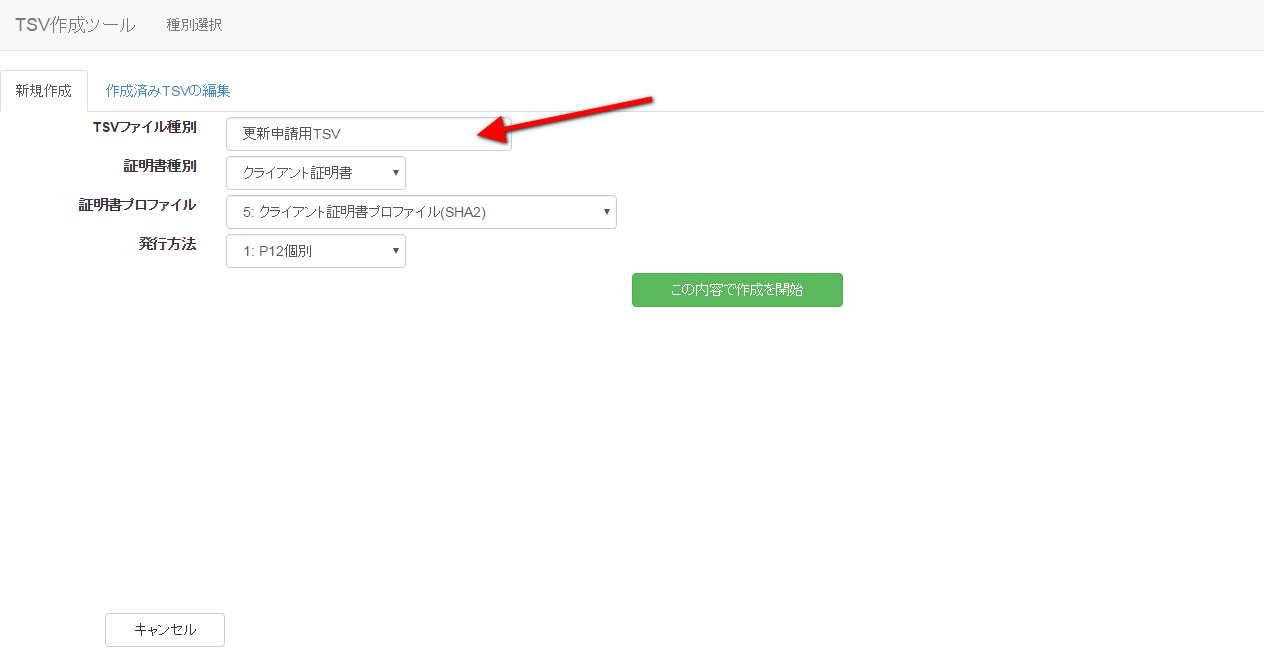 TSV作成ツール 種別選択
新規作成 作成済みTSVの編集
TSVファイル種別 更新申請用TSV
証明書種別 クライアント証明書
証明書プロファイル 5: クライアント証明書プロファイル(SHA2)
発行方法 1: P12個別
この内容で作成を開始
キャンセル